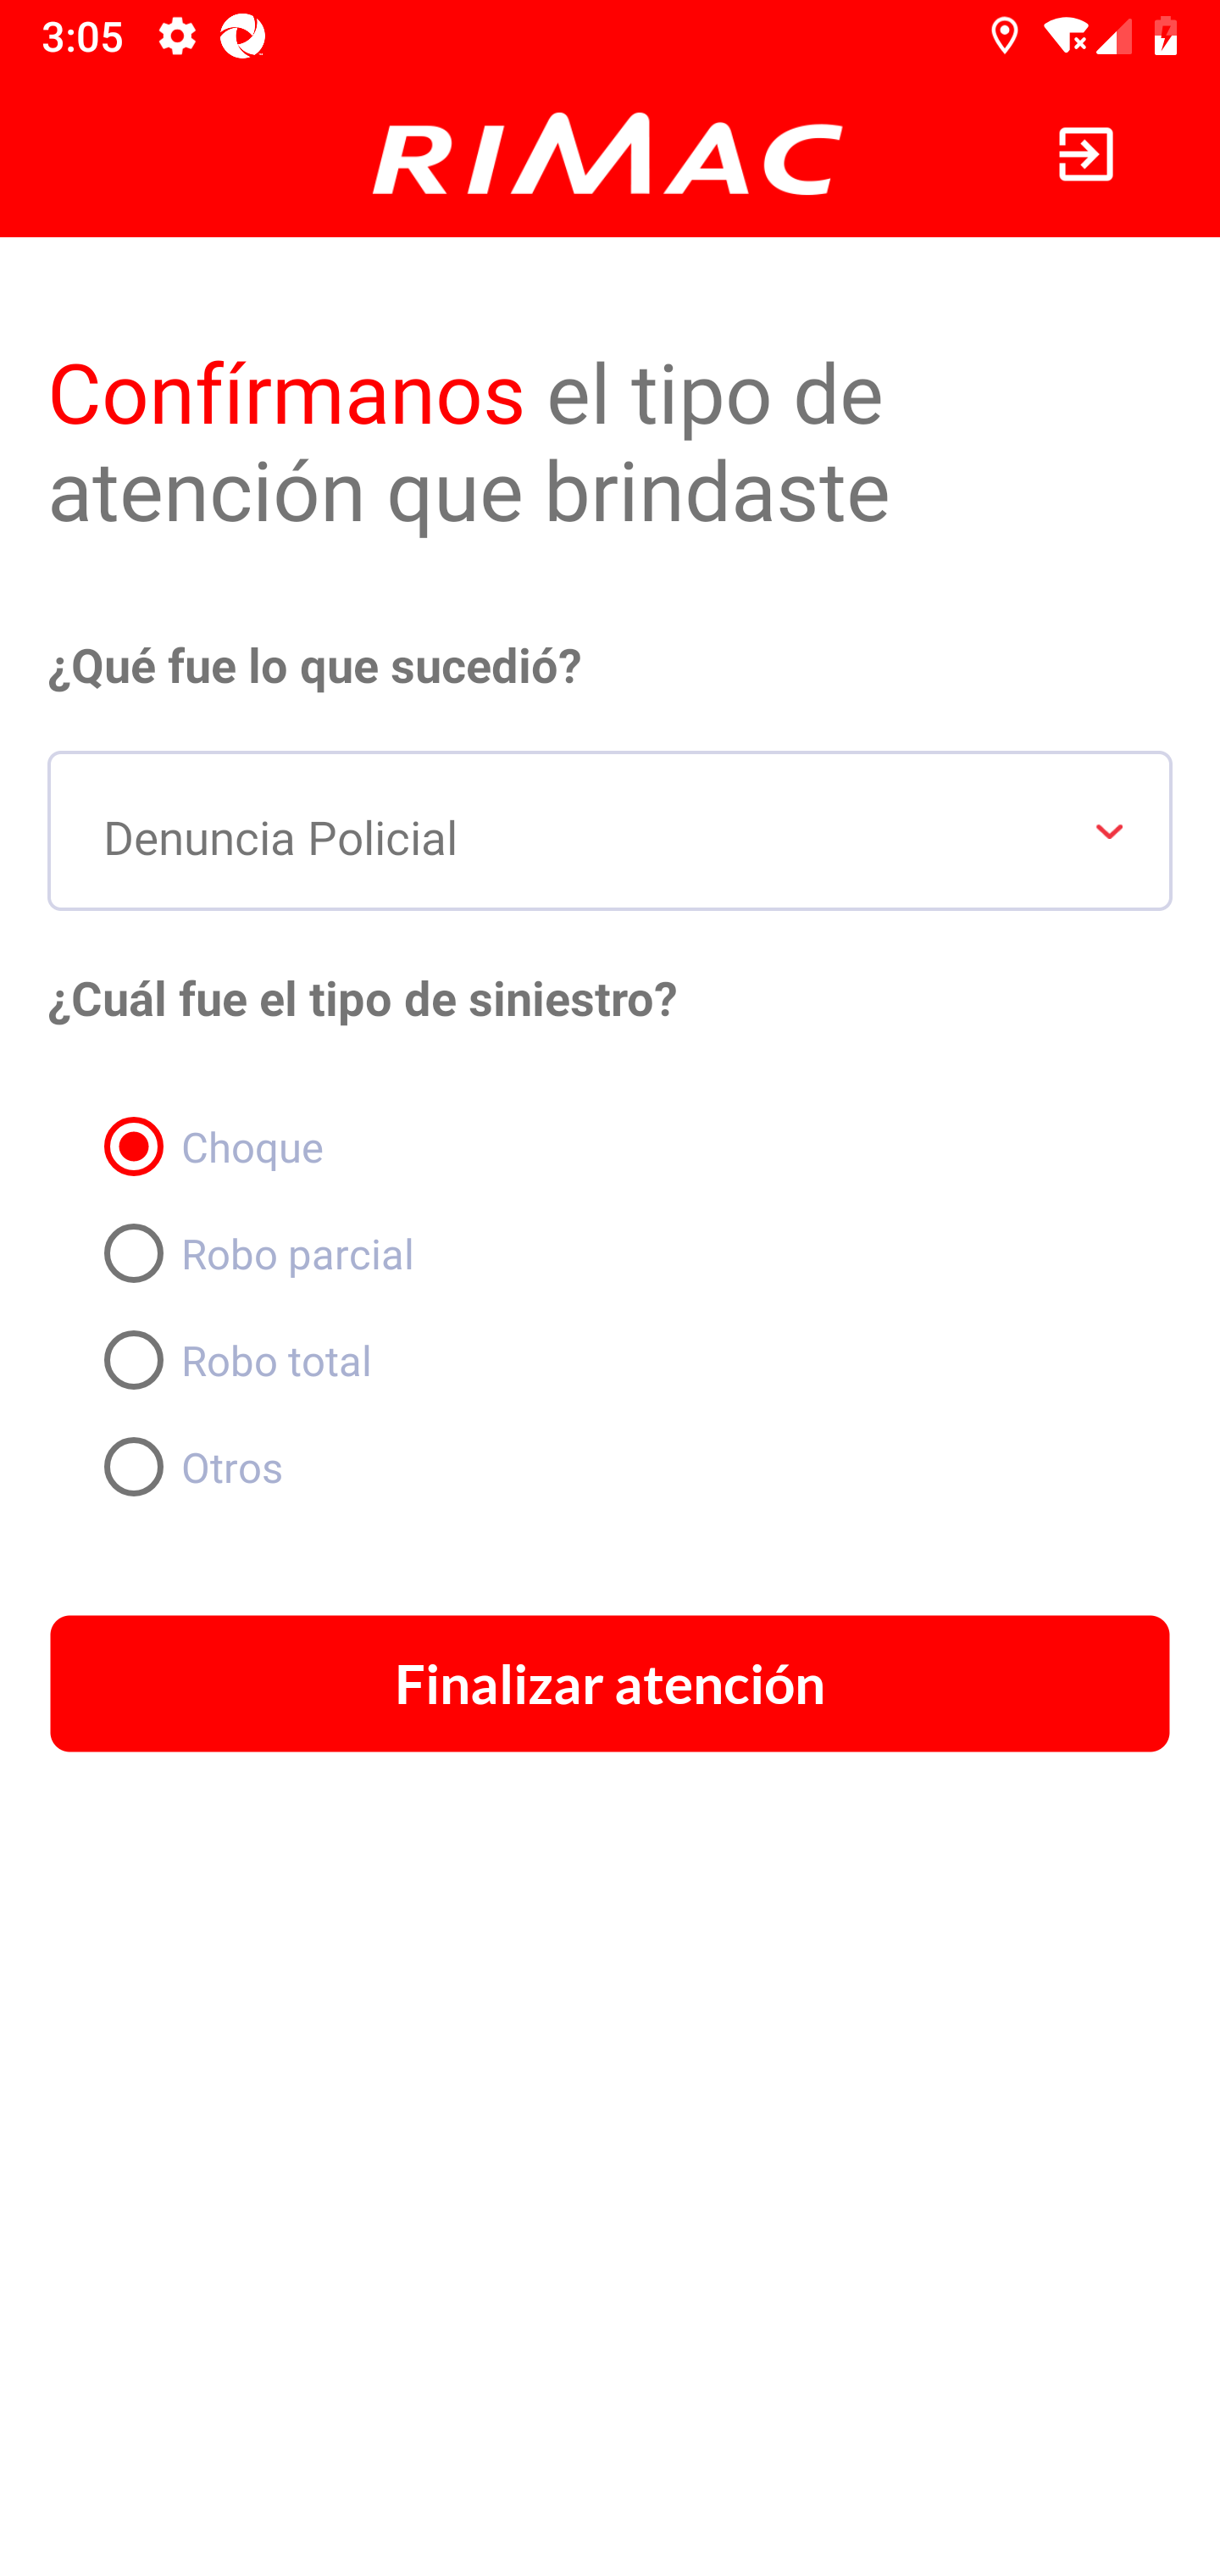 3:05
RIMAC
Confírmanos el tipo de
atención que brindaste
¿Qué fue lo que sucedió?
Denuncia Policial
¿Cuál fue el tipo de siniestro?
Choque
Robo parcial
Robo total
Otros
Finalizar atención